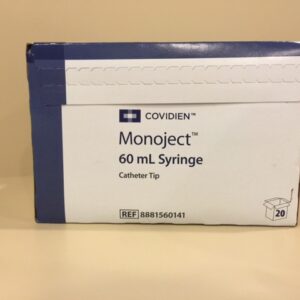 COVIDIEN™
Monoject™
60 mL Syringe
Catheter Tip
REF 8881560141
20